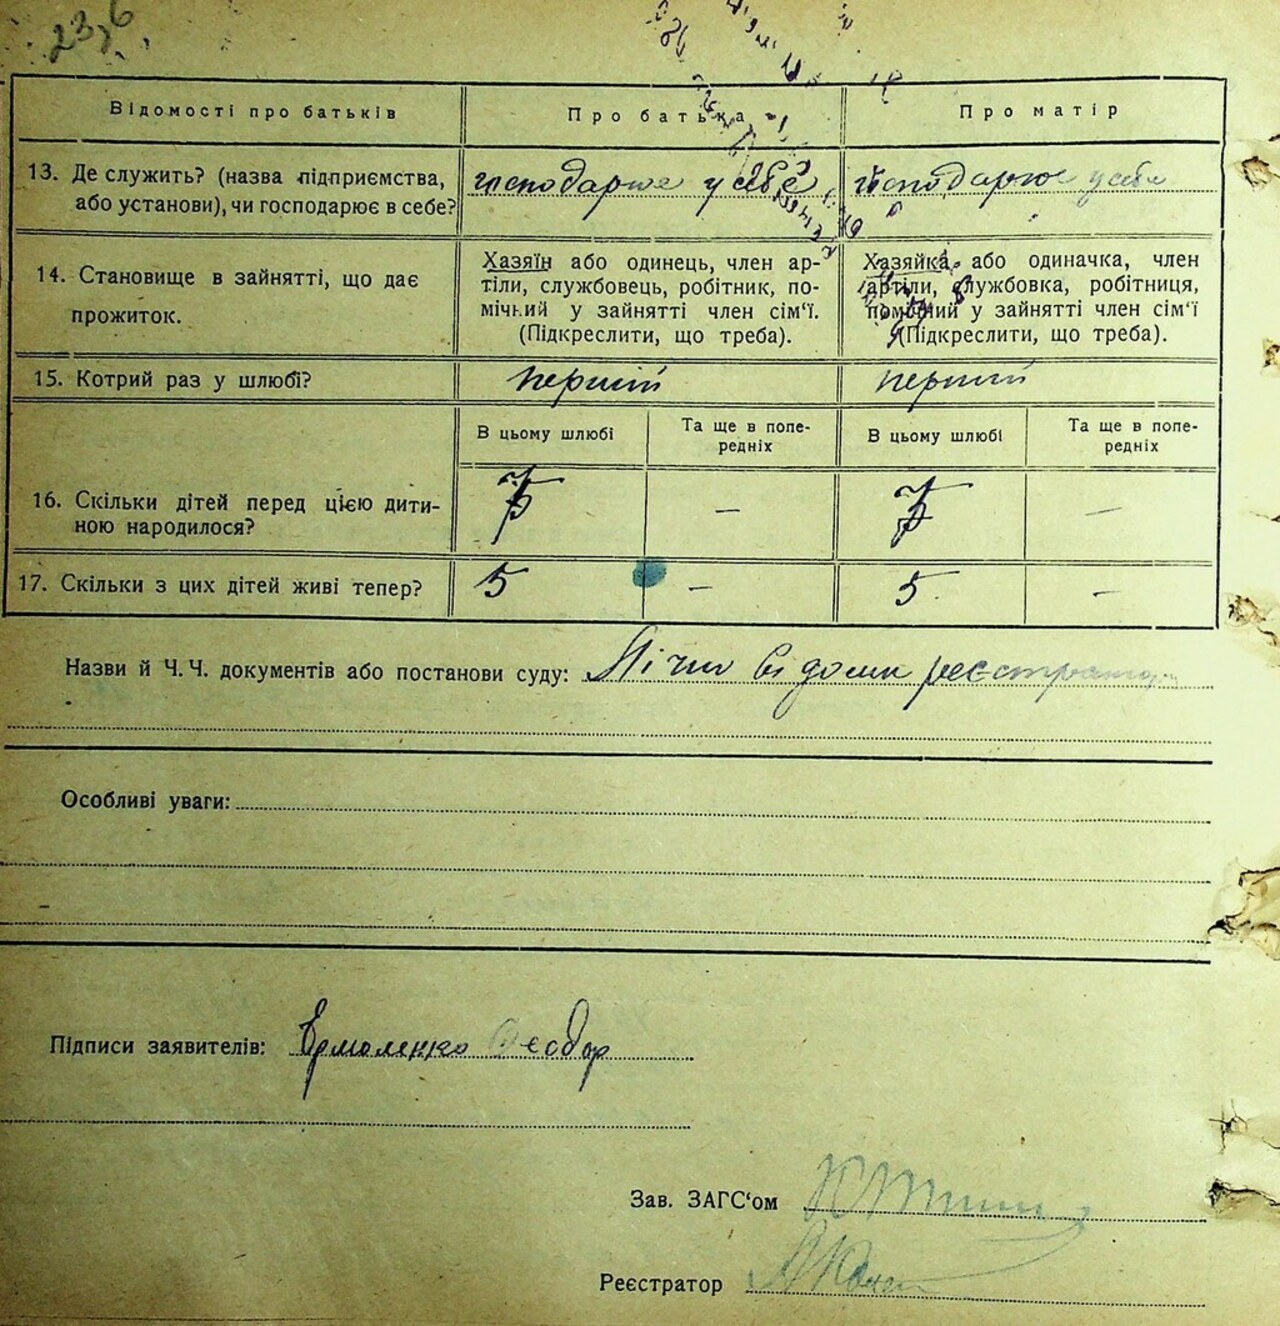 Відомості про батьків
Про батька
Про матір
13. Де служить? (назва підприємства, або установи), чи господарює в себе?
господарює у себе
господарює у себе
14. Становище в зайнятті, що дає прожиток.
Хазяїн або одинець, член ар-
тіли, службовець, робітник, по-
мічний у зайнятті член сім'ї.
(Підкреслити, що треба).
Хазяйка або одиначка, член
артіли, службовка, робітниця,
помічний у зайнятті член сім'ї
(Підкреслити, що треба).
15. Котрий раз у шлюбі?
перший
перший
В цьому шлюбі
Та ще в попе-
редніх
В цьому шлюбі
Та ще в попе-
редніх
16. Скільки дітей перед цією дити-
ною народилося?
—
—
17. Скільки з цих дітей живі тепер?
5
—
5
—
Назви й Ч.Ч. документів або постанови суду:
Особливі уваги:
Підписи заявителів: Ермоленко Феодор
Зав. ЗАГС'ом
Реєстратор